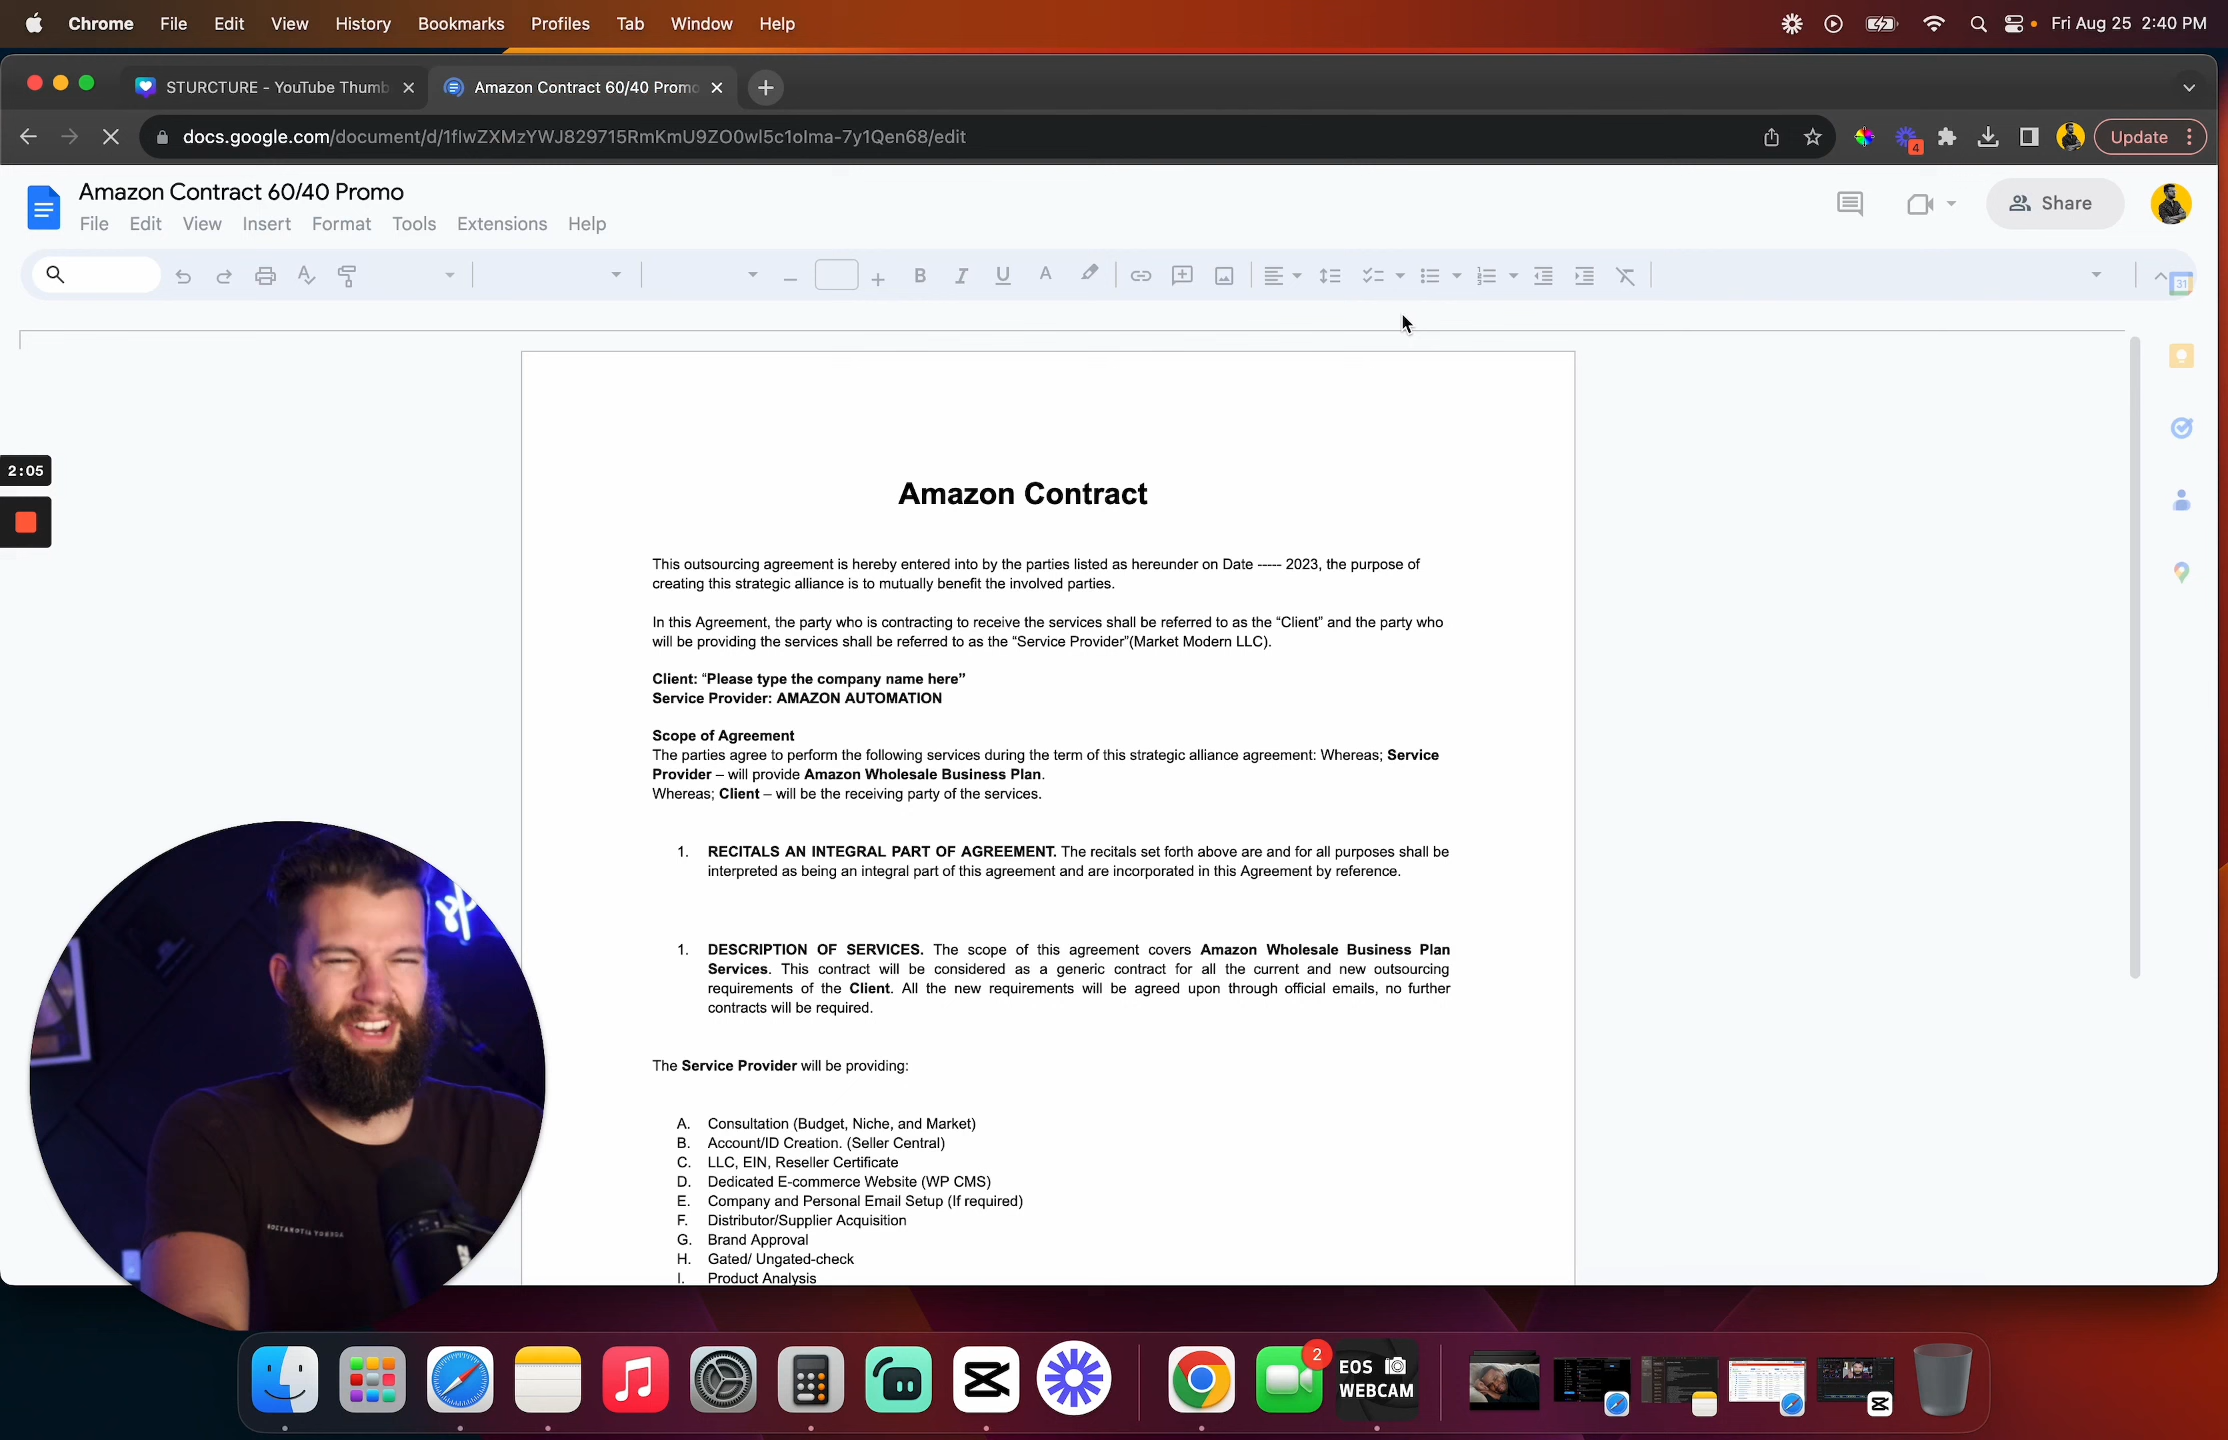 Chrome File Edit View History Bookmarks Profiles Tab Window Help
Fri Aug 25 2:40 PM
STURCTURE - YouTube Thumb
Amazon Contract 60/40 Promo
docs.google.com/document/d/1fIwZXMzYWJ829715RmKmU9ZO0wl5c1oIma-7y1Qen68/edit
4
Update
Amazon Contract 60/40 Promo
File Edit View Insert Format Tools Extensions Help
Share
31
2:05
Amazon Contract
This outsourcing agreement is hereby entered into by the parties listed as hereunder on Date ----- 2023, the purpose of
creating this strategic alliance is to mutually benefit the involved parties.
In this Agreement, the party who is contracting to receive the services shall be referred to as the “Client” and the party who
will be providing the services shall be referred to as the “Service Provider”(Market Modern LLC).
Client: “Please type the company name here”
Service Provider: AMAZON AUTOMATION
Scope of Agreement
The parties agree to perform the following services during the term of this strategic alliance agreement: Whereas; Service
Provider – will provide Amazon Wholesale Business Plan.
Whereas; Client – will be the receiving party of the services.
1. RECITALS AN INTEGRAL PART OF AGREEMENT. The recitals set forth above are and for all purposes shall be
interpreted as being an integral part of this agreement and are incorporated in this Agreement by reference.
1. DESCRIPTION OF SERVICES. The scope of this agreement covers Amazon Wholesale Business Plan
Services. This contract will be considered as a generic contract for all the current and new outsourcing
requirements of the Client. All the new requirements will be agreed upon through official emails, no further
contracts will be required.
The Service Provider will be providing:
A. Consultation (Budget, Niche, and Market)
B. Account/ID Creation. (Seller Central)
C. LLC, EIN, Reseller Certificate
D. Dedicated E-commerce Website (WP CMS)
E. Company and Personal Email Setup (If required)
F. Distributor/Supplier Acquisition
G. Brand Approval
H. Gated/ Ungated-check
I. Product Analysis
2
EOS
WEBCAM